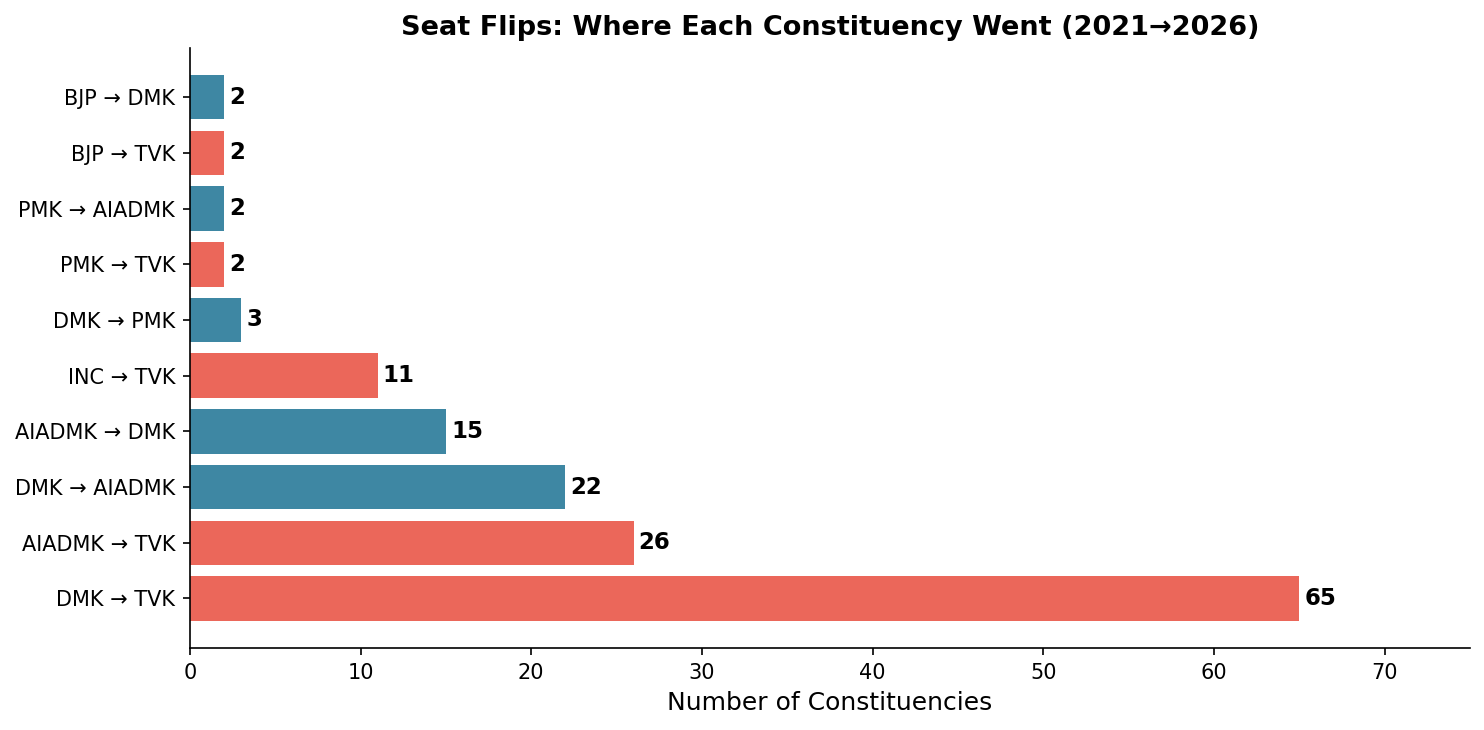 Seat Flips: Where Each Constituency Went (2021→2026)
BJP → DMK 2
BJP → TVK 2
PMK → AIADMK 2
PMK → TVK 2
DMK → PMK 3
INC → TVK 11
AIADMK → DMK 15
DMK → AIADMK 22
AIADMK → TVK 26
DMK → TVK 65
0 10 20 30 40 50 60 70
Number of Constituencies